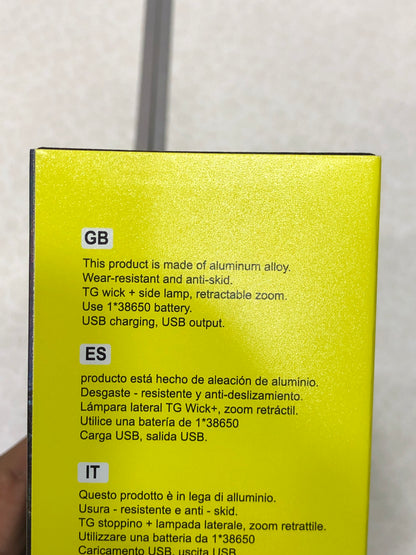 GB
This product is made of aluminum alloy.
Wear-resistant and anti-skid.
TG wick + side lamp, retractable zoom.
Use 1*38650 battery.
USB charging, USB output.
ES
producto está hecho de aleación de aluminio.
Desgaste - resistente y anti-deslizamiento.
Lámpara lateral TG Wick+, zoom retráctil.
Utilice una batería de 1*38650
Carga USB, salida USB.
IT
Questo prodotto è in lega di alluminio.
Usura - resistente e anti - skid.
TG stoppino + lampada laterale, zoom retrattile.
Utilizzare una batteria da 1*38650
Caricamento USB, uscita USB